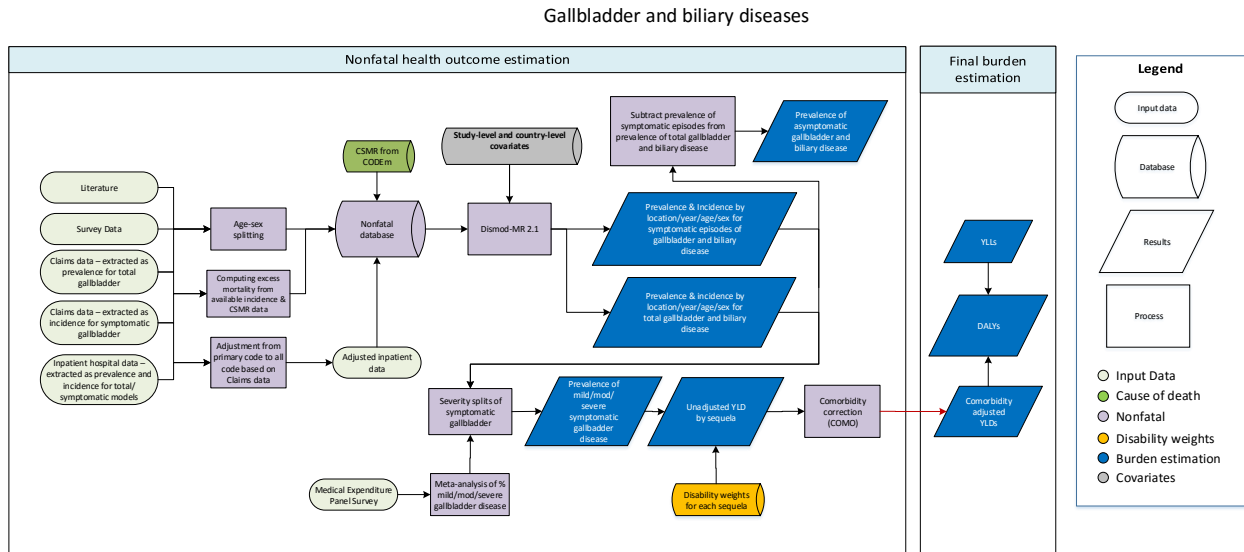 Gallbladder and biliary diseases
Nonfatal health outcome estimation
Final burden
estimation
Legend
Input data
Database
Results
Process
Input Data
Cause of death
Nonfatal
Disability weights
Burden estimation
Covariates
Subtract prevalence of
symptomatic episodes from
prevalence of total gallbladder
and biliary disease
Prevalence of
asymptomatic
gallbladder and
biliary disease
CSMR from
CODEm
Study-level and country-level
covariates
Literature
Survey Data
Claims data – extracted as
prevalence for total
gallbladder
Claims data – extracted as
incidence for symptomatic
gallbladder
Inpatient hospital data –
extracted as prevalence and
incidence for total/
symptomatic models
Age-sex
splitting
Computing excess
mortality from
available incidence &
CSMR data
Adjustment from
primary code to all
code based on
Claims data
Nonfatal
database
Adjusted inpatient
data
Dismod-MR 2.1
Prevalence & Incidence by
location/year/age/sex for
symptomatic episodes of
gallbladder and biliary
disease
Prevalence & incidence by
location/year/age/sex for
total gallbladder and biliary
disease
YLLs
DALYs
Severity splits of
symptomatic
gallbladder
Prevalence of
mild/mod/
severe
symptomatic
gallbadder
disease
Unadjusted YLD
by sequela
Comorbidity
correction
(COMO)
Comorbidity
adjusted
YLDs
Medical Expenditure
Panel Survey
Meta-analysis of %
mild/mod/severe
gallbladder disease
Disability weights
for each sequela